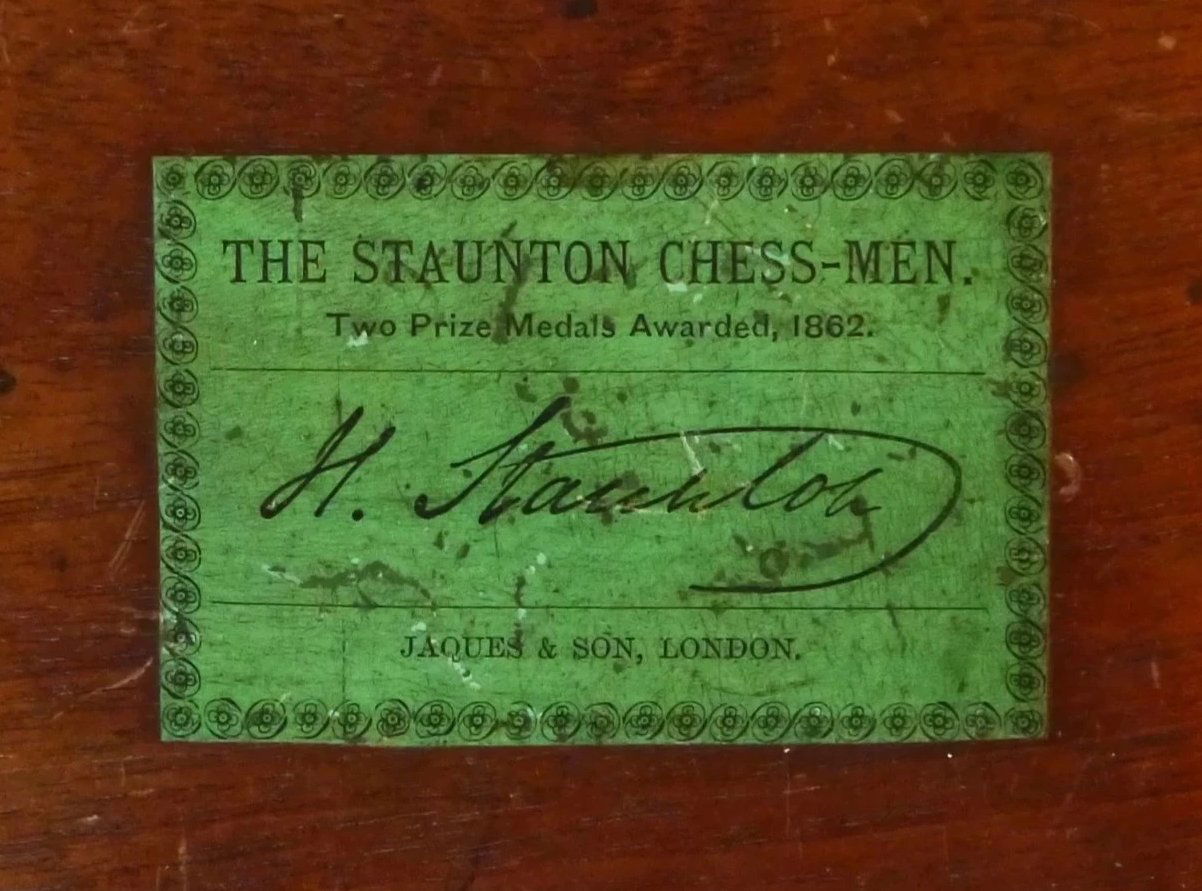 THE STAUNTON CHESS-MEN.
Two Prize Medals Awarded, 1862.
H. Staunton
JAQUES & SON, LONDON.